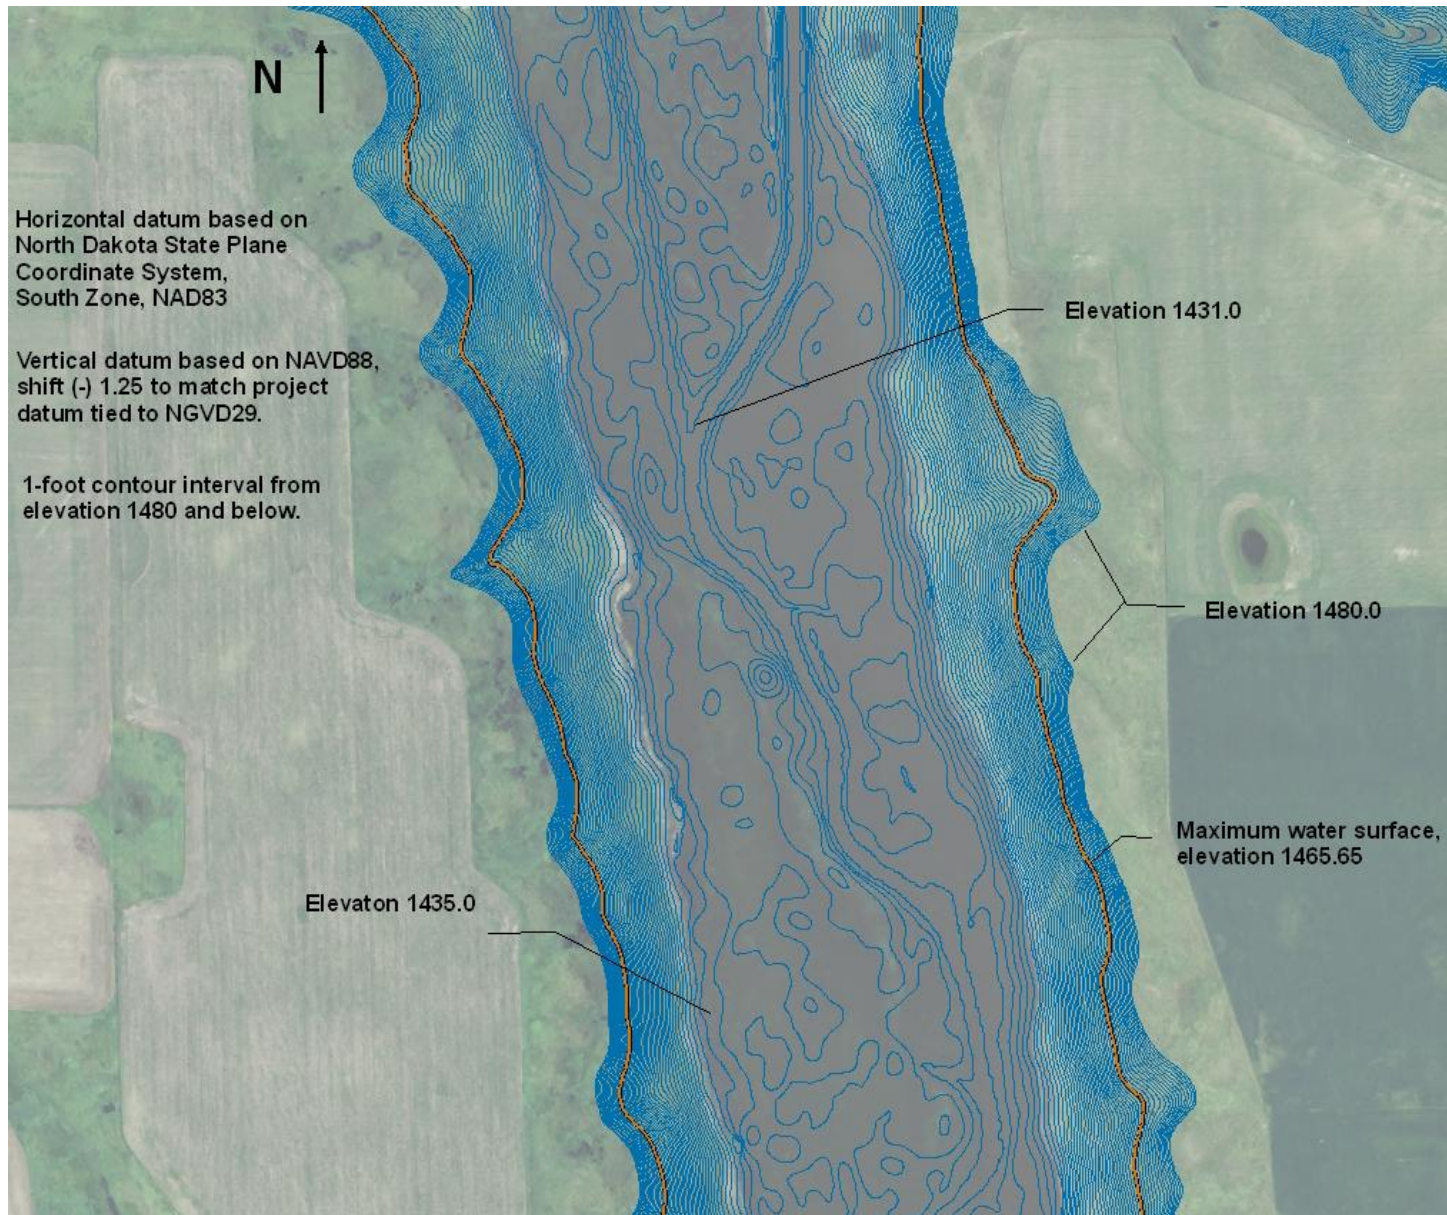 N
Horizontal datum based on
North Dakota State Plane
Coordinate System,
South Zone, NAD83
Elevation 1431.0
Vertical datum based on NAVD88,
shift (-) 1.25 to match project
datum tied to NGVD29.
1-foot contour interval from
elevation 1480 and below.
Elevation 1480.0
Maximum water surface,
elevation 1465.65
Elevaton 1435.0